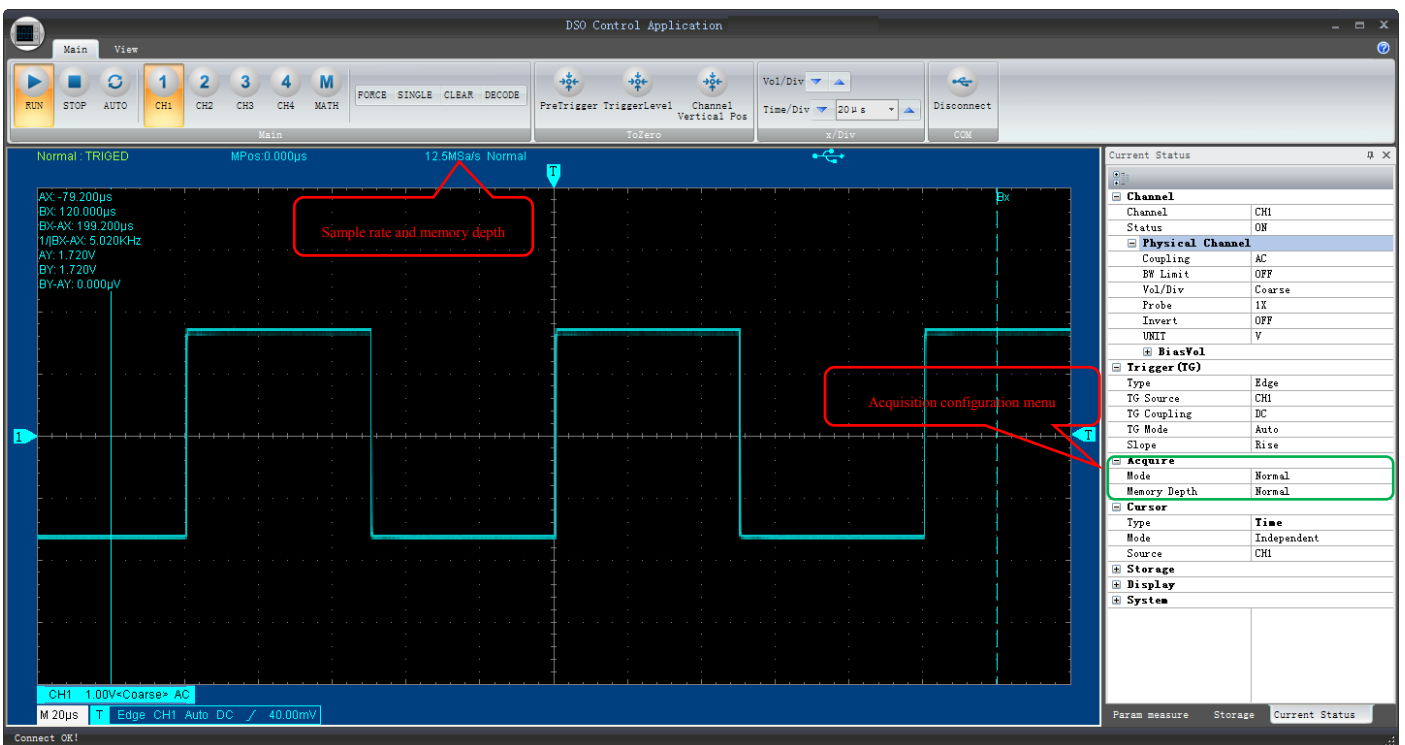 DSO Control Application
Main View
RUN STOP AUTO CH1 CH2 CH3 CH4 MATH
1 2 3 4 M
FORCE SINGLE CLEAR DECODE
Main
PreTrigger TriggerLevel Channel Vertical Pos
ToZero
Vol/Div
Time/Div 20μs
x/Div
Disconnect
COM
Normal : TRIGED MPos:0.000μs 12.5MSa/s Normal
T
AX: -79.200μs
BX: 120.000μs
BX-AX: 199.200μs
1/|BX-AX: 5.020KHz
AY: 1.720V
BY: 1.720V
BY-AY: 0.000μV
Bx
Sample rate and memory depth
Acquisition configuration menu
1
T
CH1 1.00V<Coarse> AC
M 20μs T Edge CH1 Auto DC 40.00mV
Connect OK!
Current Status
Channel
Channel CH1
Status ON
Physical Channel
Coupling AC
BW Limit OFF
Vol/Div Coarse
Probe 1X
Invert OFF
UNIT V
BiasVol
Trigger(TG)
Type Edge
TG Source CH1
TG Coupling DC
TG Mode Auto
Slope Rise
Acquire
Mode Normal
Memory Depth Normal
Cursor
Type Time
Mode Independent
Source CH1
Storage
Display
System
Param measure Storage Current Status